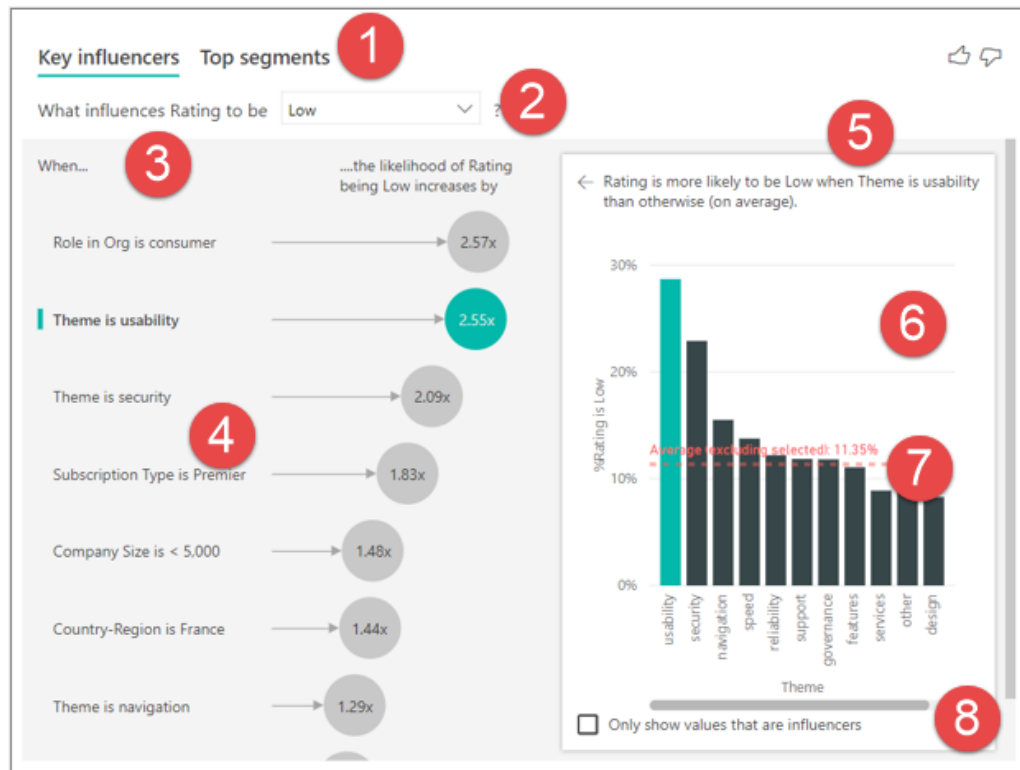 Key influencers Top segments 1
What influences Rating to be Low ? 2
When... 3
....the likelihood of Rating
being Low increases by
Role in Org is consumer 2.57x
Theme is usability 2.55x
Theme is security 2.09x
4
Subscription Type is Premier 1.83x
Company Size is < 5,000 1.48x
Country-Region is France 1.44x
Theme is navigation 1.29x
5
← Rating is more likely to be Low when Theme is usability
than otherwise (on average).
30%
6
20%
%Rating is Low
Average (excluding selected): 11.35%
7
10%
0%
usability
security
navigation
speed
reliability
support
governance
features
services
other
design
Theme
Only show values that are influencers 8